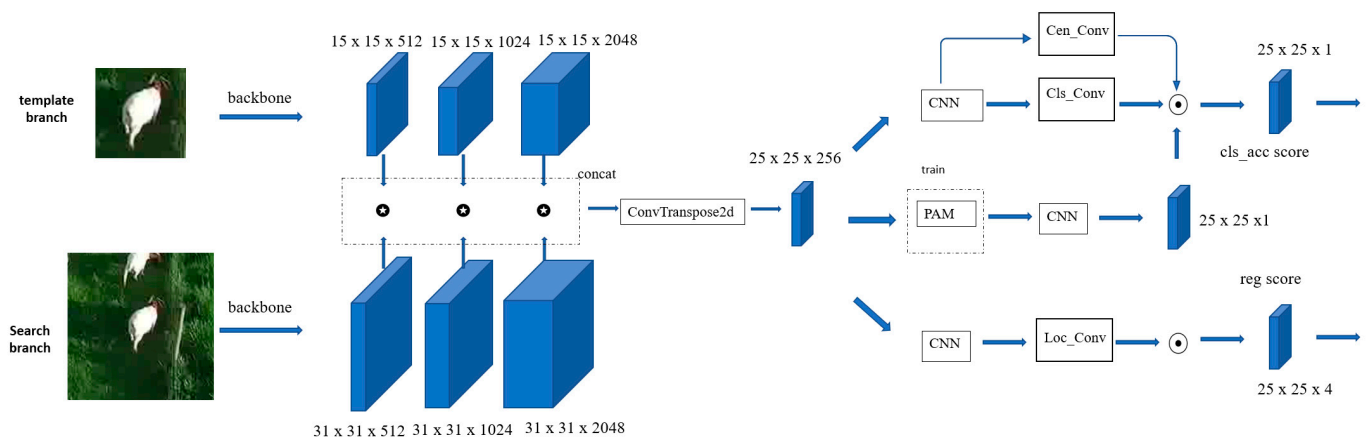 template
branch
backbone
15 x 15 x 512
15 x 15 x 1024
15 x 15 x 2048
concat
ConvTranspose2d
25 x 25 x 256
Search
branch
backbone
31 x 31 x 512
31 x 31 x 1024
31 x 31 x 2048
CNN
Cen_Conv
Cls_Conv
25 x 25 x 1
cls_acc score
train
PAM
CNN
25 x 25 x1
reg score
CNN
Loc_Conv
25 x 25 x 4